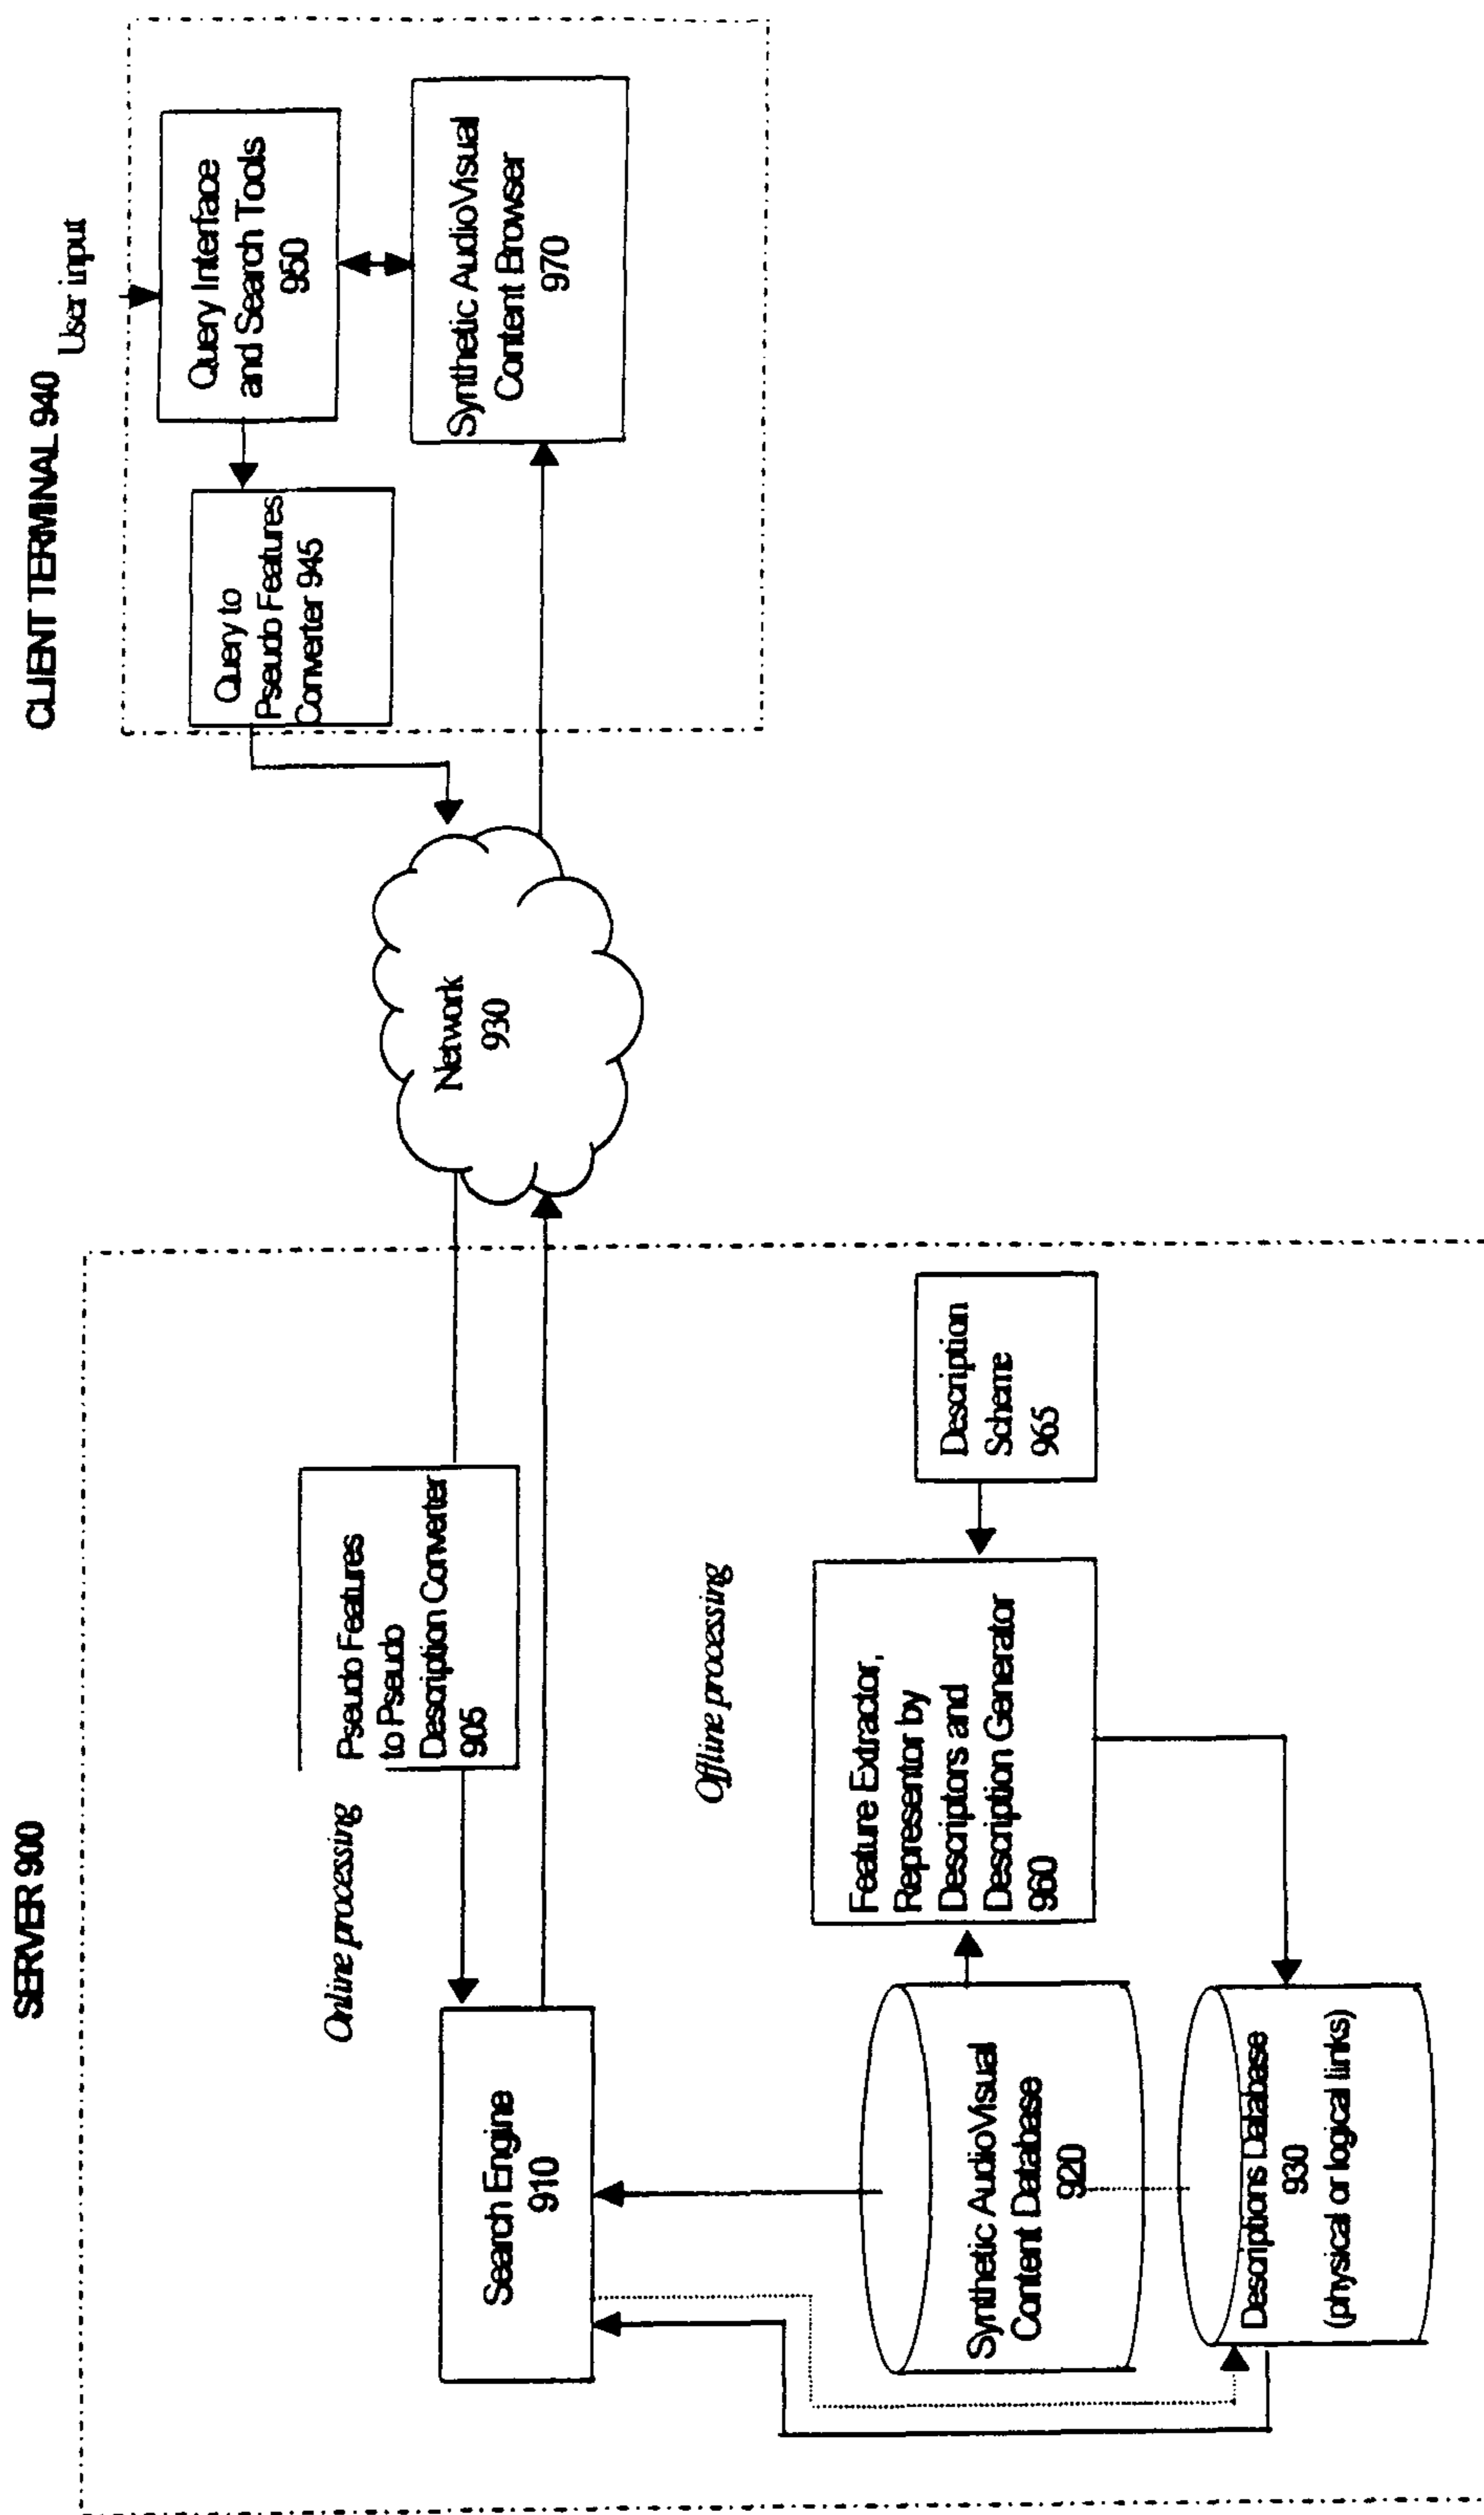 SERVER 900
CLIENT TERMINAL 940
User input
Online processing
Search Engine
910
Pseudo Features
to Pseudo
Description Converter
905
Network
930
Query to
Pseudo Features
Converter 945
Query Interface
and Search Tools
950
Synthetic AudioVisual
Content Browser
970
Offline processing
Synthetic AudioVisual
Content Database
920
Feature Extractor,
Representor by
Descriptors and
Description Generator
960
Description
Scheme
965
Descriptions Database
930
(physical or logical links)